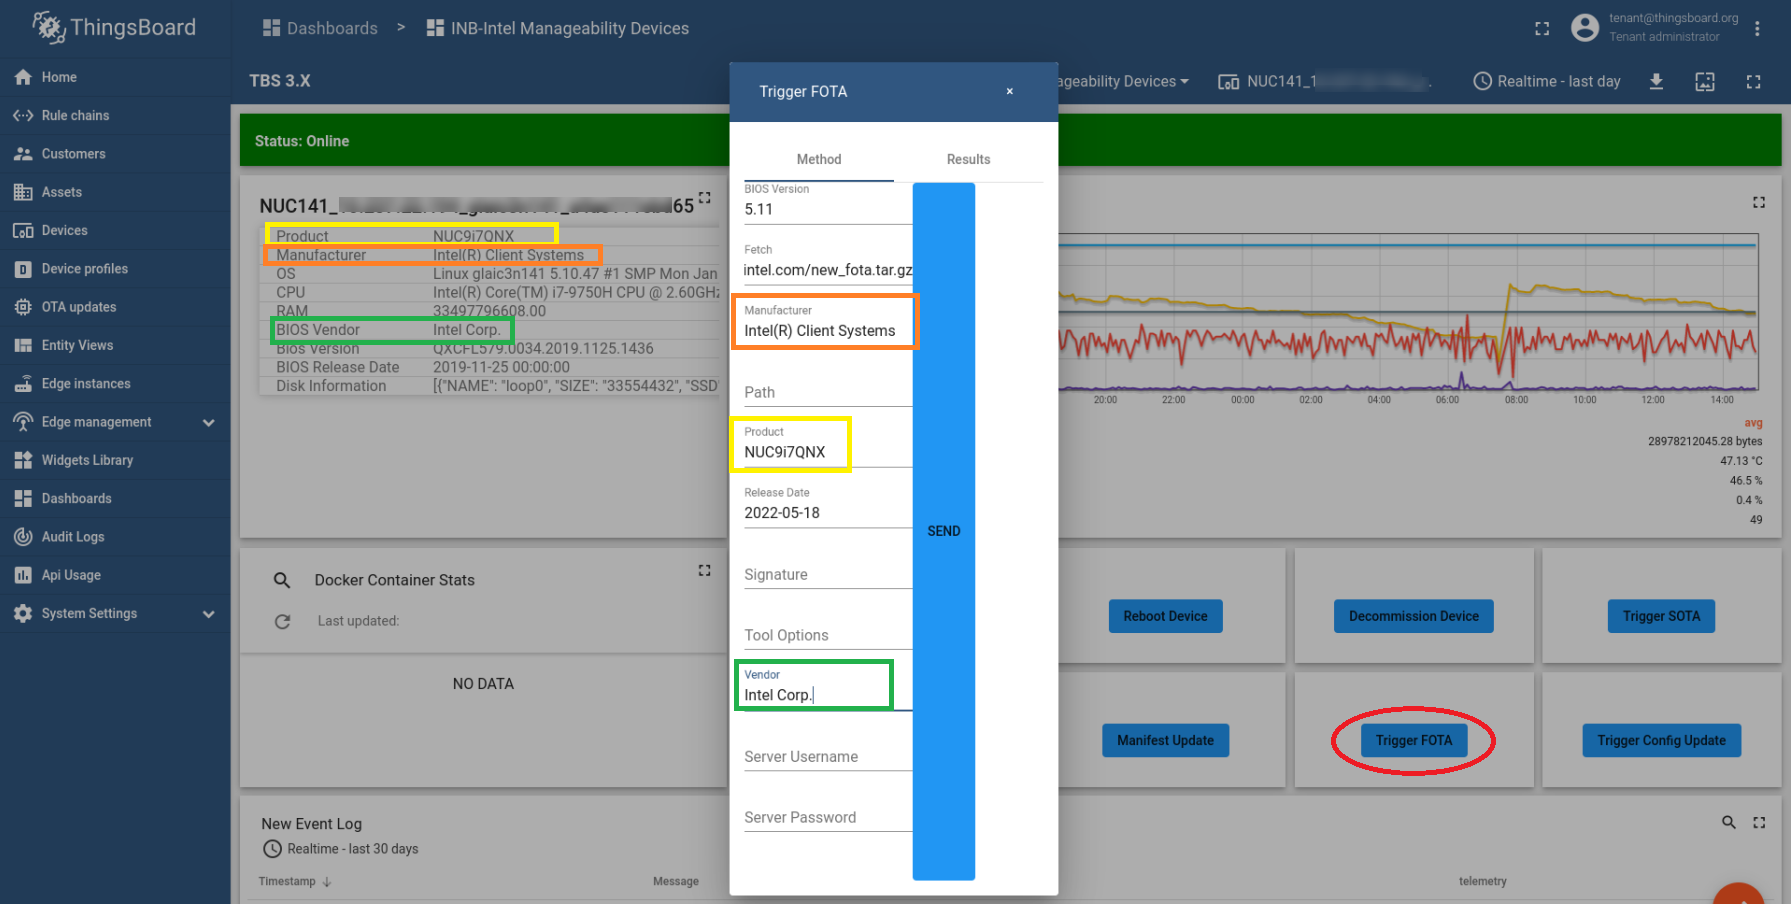 ThingsBoard
Dashboards > INB-Intel Manageability Devices
tenant@thingsboard.org
Tenant administrator
Home
Rule chains
Customers
Assets
Devices
Device profiles
OTA updates
Entity Views
Edge instances
Edge management
Widgets Library
Dashboards
Audit Logs
Api Usage
System Settings
TBS 3.X
ageability Devices
NUC141_1
Realtime - last day
Status: Online
NUC141_ 65
Product NUC9i7QNX
Manufacturer Intel(R) Client Systems
OS Linux glaic3n141 5.10.47 #1 SMP Mon Jan
CPU Intel(R) Core(TM) i7-9750H CPU @ 2.60GHz
RAM 33497796608.00
BIOS Vendor Intel Corp.
Bios Version QXCFL579.0034.2019.1125.1436
BIOS Release Date 2019-11-25 00:00:00
Disk Information [{"NAME": "loop0", "SIZE": "33554432", "SSD"
Trigger FOTA ×
Method Results
BIOS Version
5.11
Fetch
intel.com/new_fota.tar.gz
Manufacturer
Intel(R) Client Systems
Path
Product
NUC9i7QNX
Release Date
2022-05-18
Signature
Tool Options
Vendor
Intel Corp.
Server Username
Server Password
SEND
20:00 22:00 00:00 02:00 04:00 06:00 08:00 10:00 12:00 14:00
avg
28978212045.28 bytes
47.13 °C
46.5 %
0.4 %
49
Docker Container Stats
Last updated:
NO DATA
Reboot Device
Decommission Device
Trigger SOTA
Manifest Update
Trigger FOTA
Trigger Config Update
New Event Log
Realtime - last 30 days
Timestamp Message telemetry